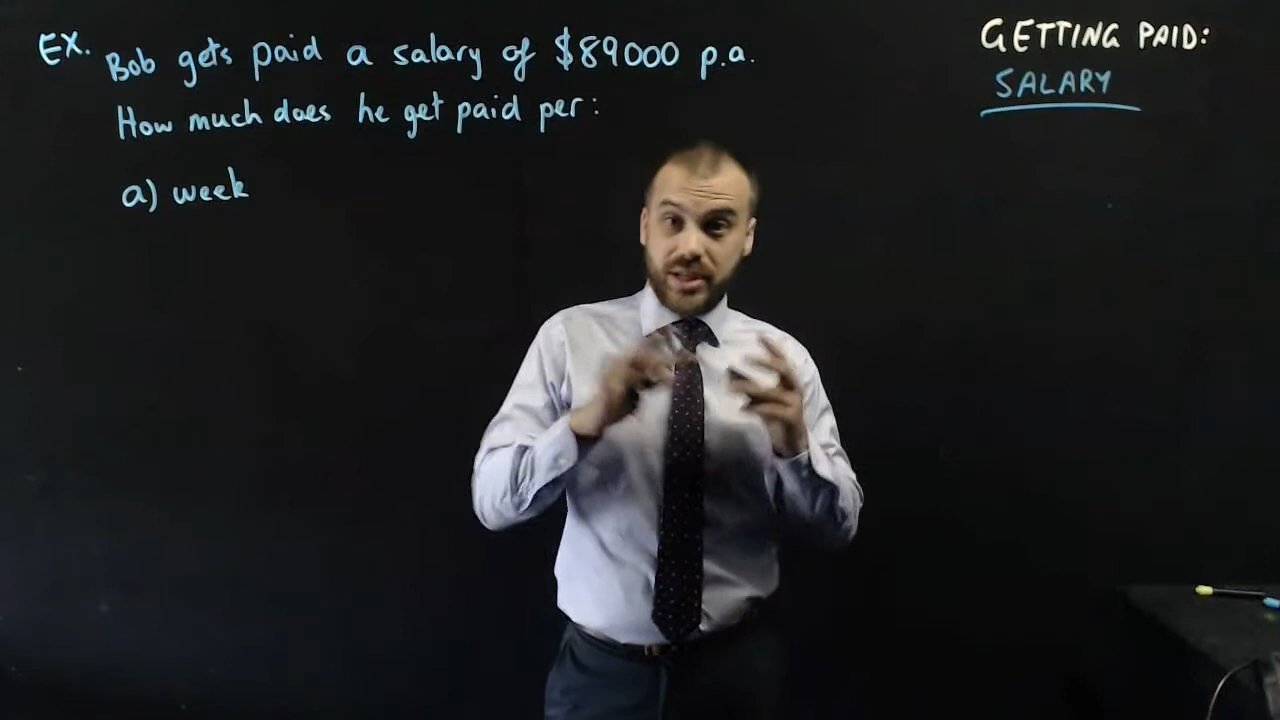 EX. Bob gets paid a salary of $89000 p.a.
How much does he get paid per:
a) week
GETTING PAID:
SALARY